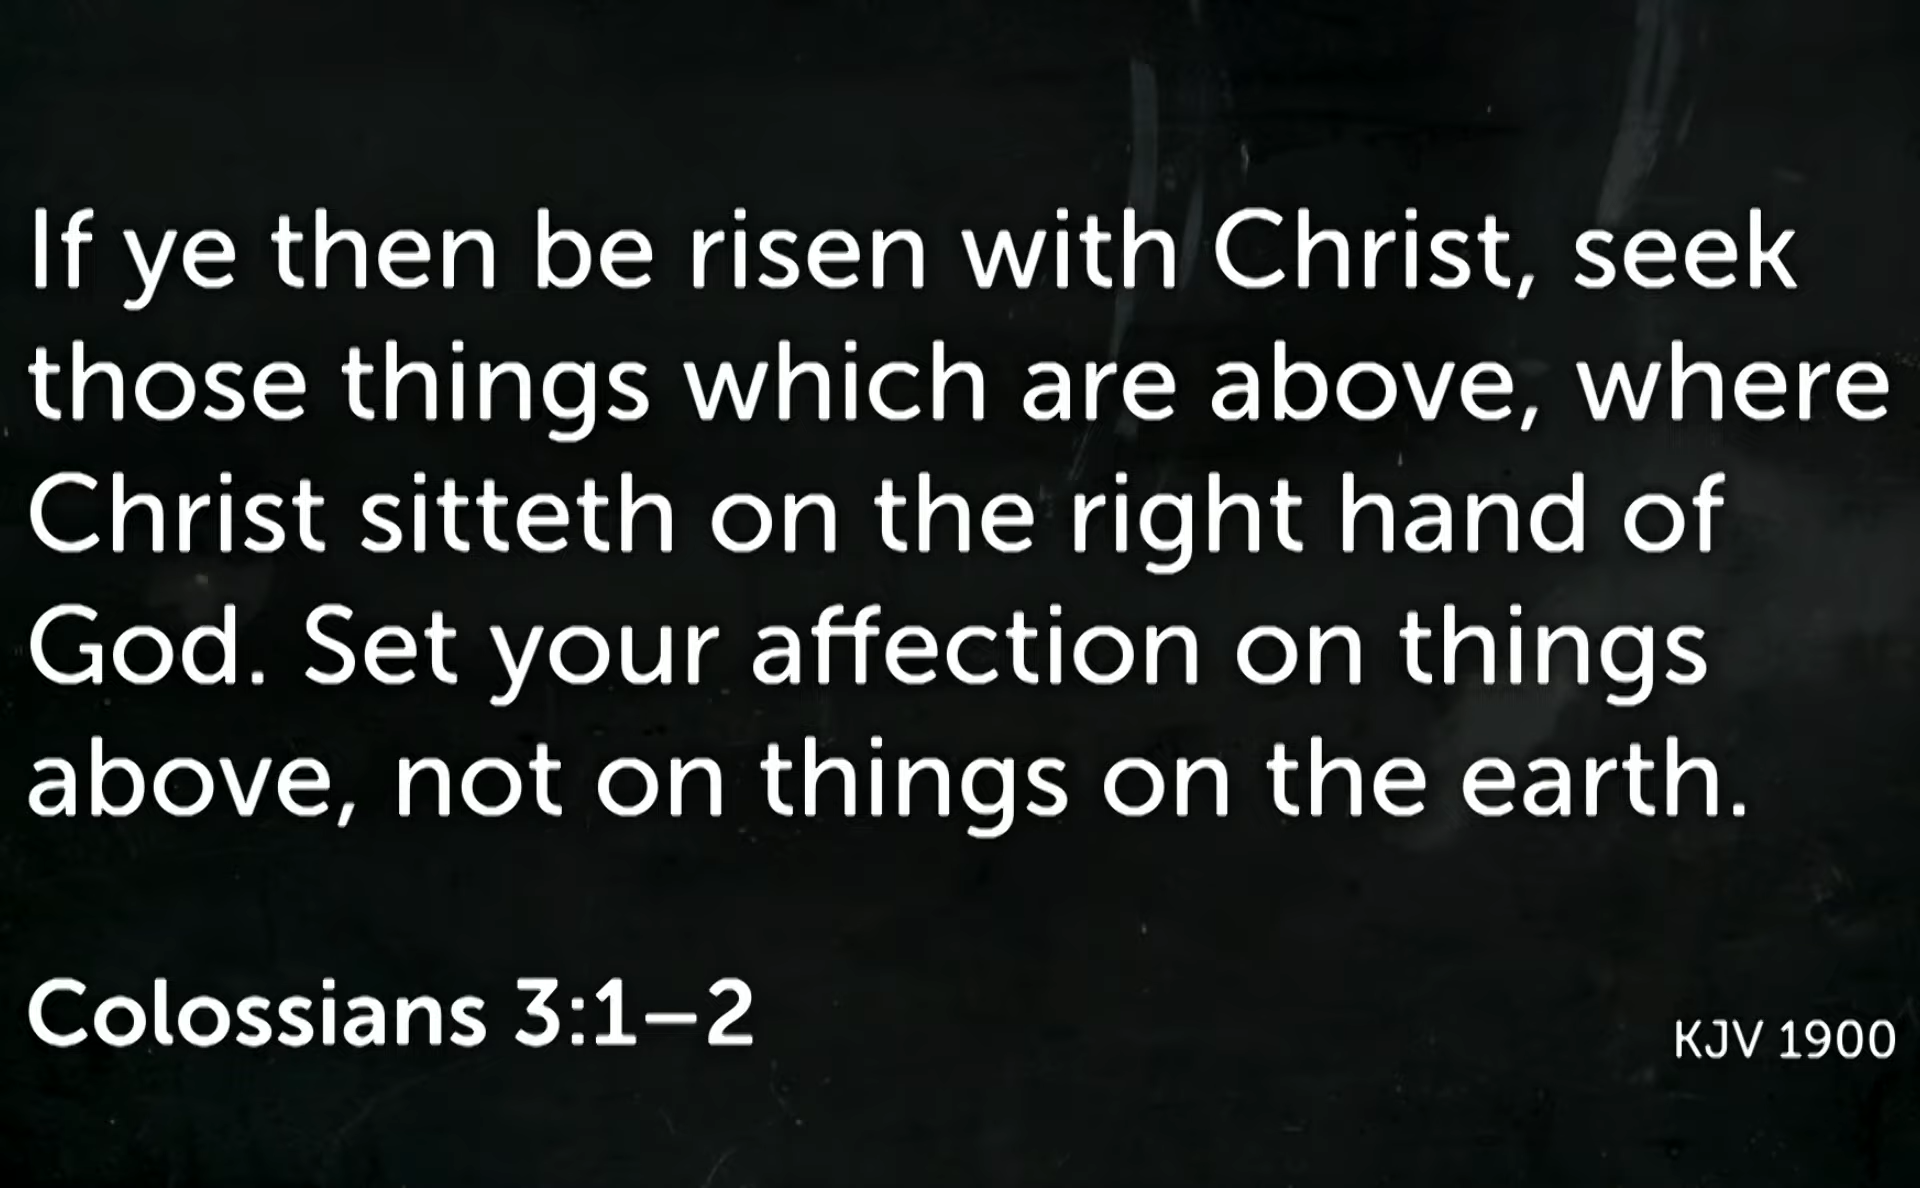 If ye then be risen with Christ, seek
those things which are above, where
Christ sitteth on the right hand of
God. Set your affection on things
above, not on things on the earth.
Colossians 3:1–2
KJV 1900